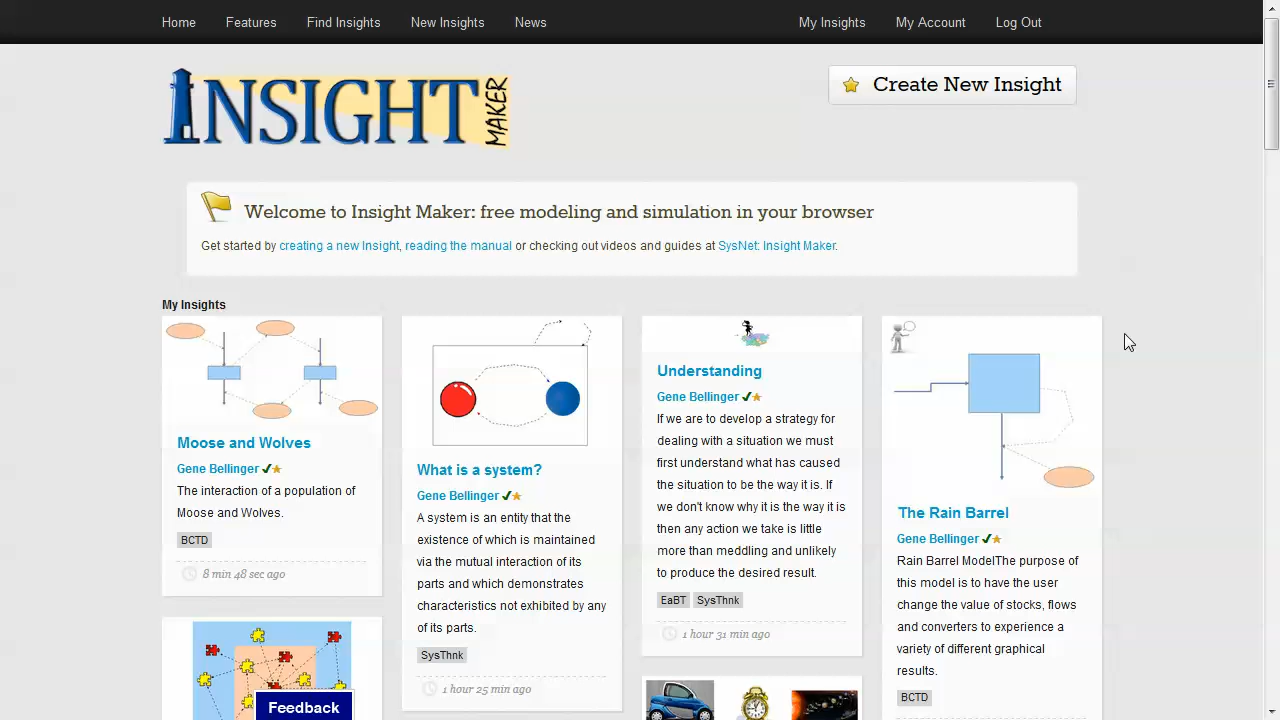 Home Features Find Insights New Insights News My Insights My Account Log Out
INSIGHT MAKER
Create New Insight
Welcome to Insight Maker: free modeling and simulation in your browser
Get started by creating a new Insight, reading the manual or checking out videos and guides at SysNet: Insight Maker.
My Insights
Moose and Wolves
Gene Bellinger
The interaction of a population of
Moose and Wolves.
BCTD
8 min 48 sec ago
What is a system?
Gene Bellinger
A system is an entity that the
existence of which is maintained
via the mutual interaction of its
parts and which demonstrates
characteristics not exhibited by any
of its parts.
SysThnk
1 hour 25 min ago
Understanding
Gene Bellinger
If we are to develop a strategy for
dealing with a situation we must
first understand what has caused
the situation to be the way it is. If
we don't know why it is the way it is
then any action we take is little
more than meddling and unlikely
to produce the desired result.
EaBT SysThnk
1 hour 31 min ago
The Rain Barrel
Gene Bellinger
Rain Barrel ModelThe purpose of
this model is to have the user
change the value of stocks, flows
and converters to experience a
variety of different graphical
results.
BCTD
Feedback